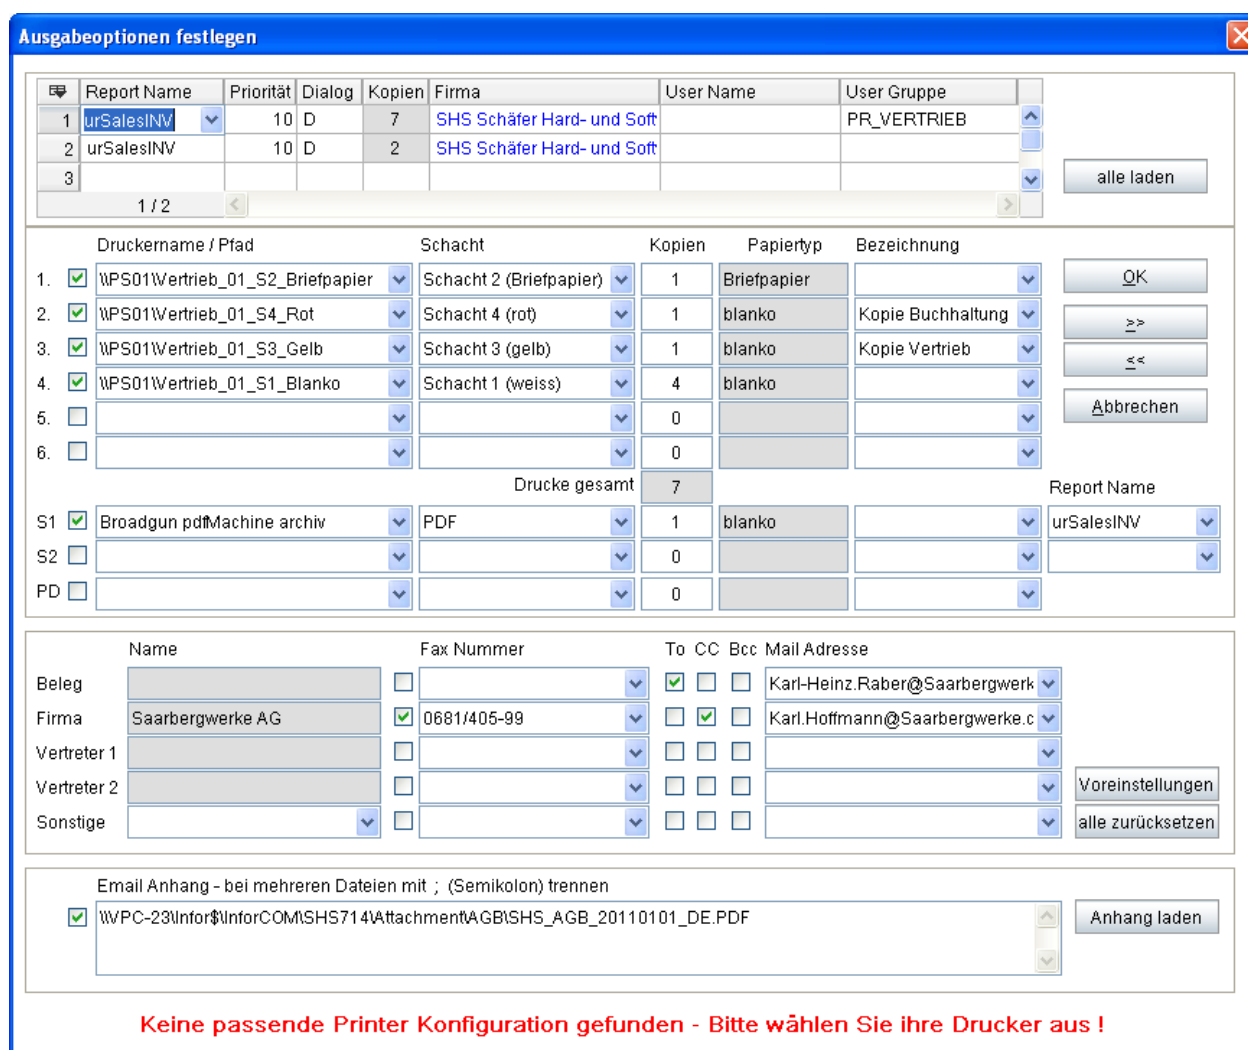 Ausgabeoptionen festlegen
Report Name Priorität Dialog Kopien Firma User Name User Gruppe
1 urSalesINV 10 D 7 SHS Schäfer Hard- und Soft PR_VERTRIEB
2 urSalesINV 10 D 2 SHS Schäfer Hard- und Soft
3
alle laden
1 / 2
Druckername / Pfad Schacht Kopien Papiertyp Bezeichnung
1. \\PS01\Vertrieb_01_S2_Briefpapier Schacht 2 (Briefpapier) 1 Briefpapier
OK
2. \\PS01\Vertrieb_01_S4_Rot Schacht 4 (rot) 1 blanko Kopie Buchhaltung
>>
3. \\PS01\Vertrieb_01_S3_Gelb Schacht 3 (gelb) 1 blanko Kopie Vertrieb
<<
4. \\PS01\Vertrieb_01_S1_Blanko Schacht 1 (weiss) 4 blanko
Abbrechen
5. 0
6. 0
Drucke gesamt 7 Report Name
S1 Broadgun pdfMachine archiv PDF 1 blanko urSalesINV
S2 0
PD 0
Name Fax Nummer To CC Bcc Mail Adresse
Beleg Karl-Heinz.Raber@Saarbergwerk
Firma Saarbergwerke AG 0681/405-99 Karl.Hoffmann@Saarbergwerke.c
Vertreter 1
Vertreter 2 Voreinstellungen
Sonstige alle zurücksetzen
Email Anhang - bei mehreren Dateien mit ; (Semikolon) trennen
\\VPC-23\Infor$\InforCOM\SHS714\Attachment\AGB\SHS_AGB_20110101_DE.PDF
Anhang laden
Keine passende Printer Konfiguration gefunden - Bitte wählen Sie ihre Drucker aus !